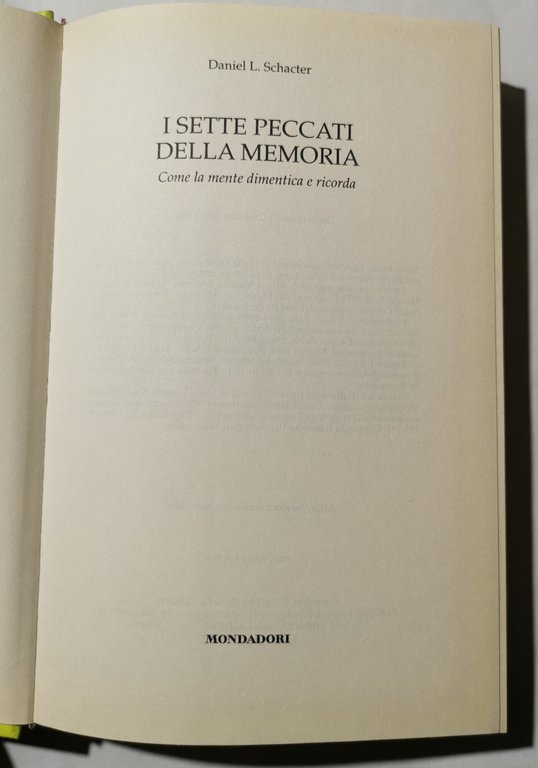 Daniel L. Schacter
I SETTE PECCATI
DELLA MEMORIA
Come la mente dimentica e ricorda
MONDADORI